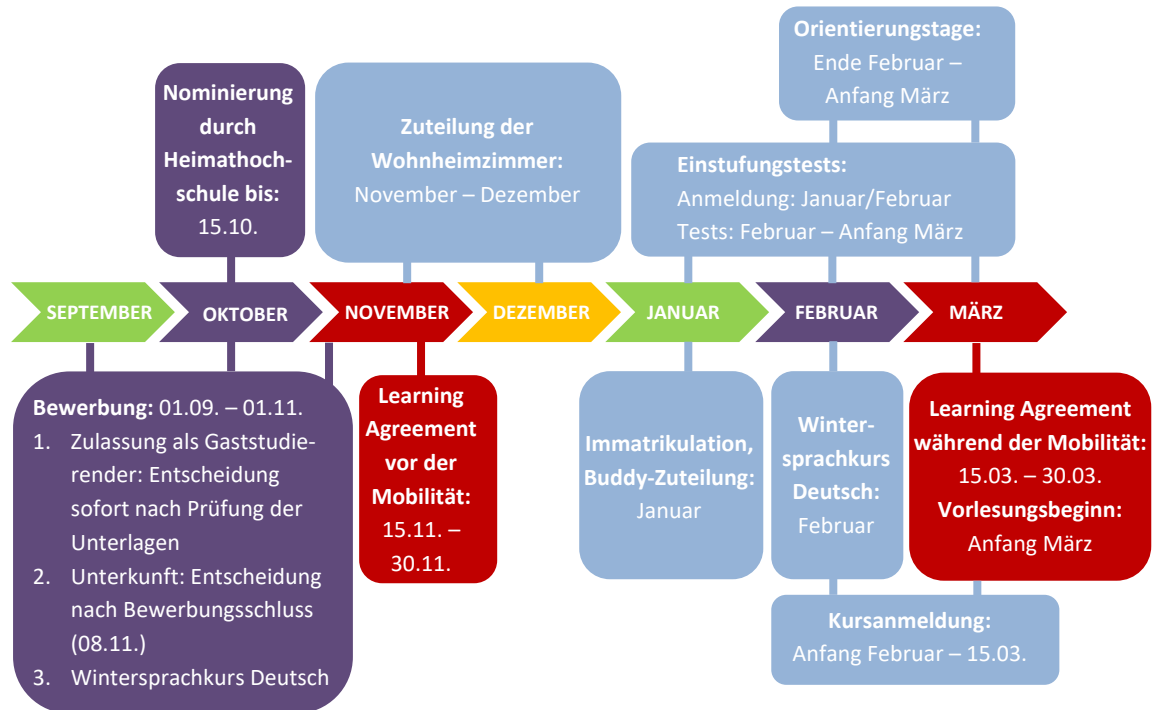 Orientierungstage:
Ende Februar –
Anfang März
Nominierung
durch
Heimathoch-
schule bis:
15.10.
Zuteilung der
Wohnheimzimmer:
November – Dezember
Einstufungstests:
Anmeldung: Januar/Februar
Tests: Februar – Anfang März
SEPTEMBER
OKTOBER
NOVEMBER
DEZEMBER
JANUAR
FEBRUAR
MÄRZ
Bewerbung: 01.09. – 01.11.
1. Zulassung als Gaststudie-
render: Entscheidung
sofort nach Prüfung der
Unterlagen
2. Unterkunft: Entscheidung
nach Bewerbungsschluss
(08.11.)
3. Wintersprachkurs Deutsch
Learning
Agreement
vor der
Mobilität:
15.11. –
30.11.
Immatrikulation,
Buddy-Zuteilung:
Januar
Winter-
sprachkurs
Deutsch:
Februar
Learning Agreement
während der Mobilität:
15.03. – 30.03.
Vorlesungsbeginn:
Anfang März
Kursanmeldung:
Anfang Februar – 15.03.